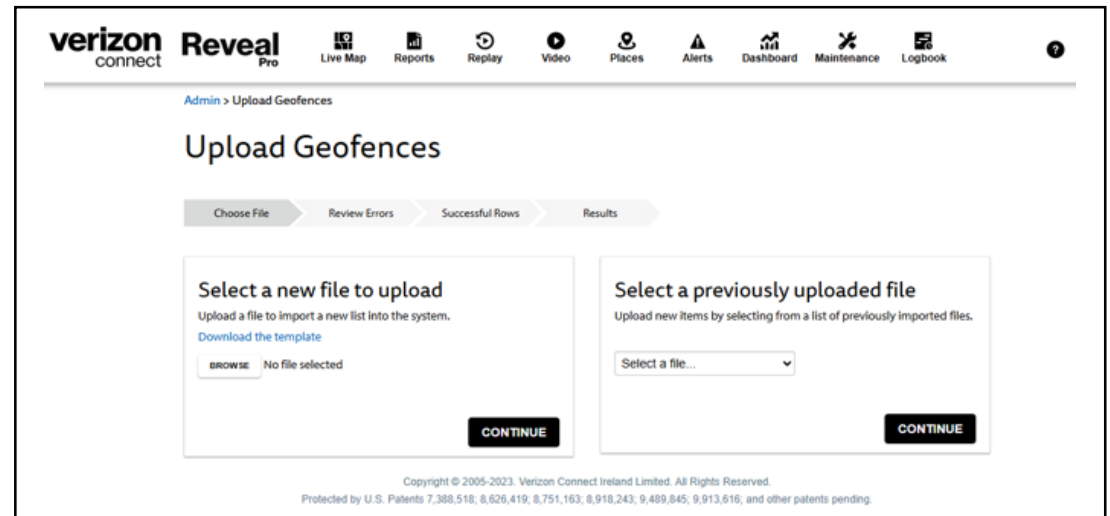 verizon connect Reveal Pro
Live Map Reports Replay Video Places Alerts Dashboard Maintenance Logbook ?
Admin > Upload Geofences
Upload Geofences
Choose File Review Errors Successful Rows Results
Select a new file to upload
Upload a file to import a new list into the system.
Download the template
BROWSE No file selected
CONTINUE
Select a previously uploaded file
Upload new items by selecting from a list of previously imported files.
Select a file...
CONTINUE
Copyright © 2005-2023. Verizon Connect Ireland Limited. All Rights Reserved.
Protected by U.S. Patents 7,388,518; 8,626,419; 8,751,163; 8,918,243; 9,489,845; 9,913,616; and other patents pending.